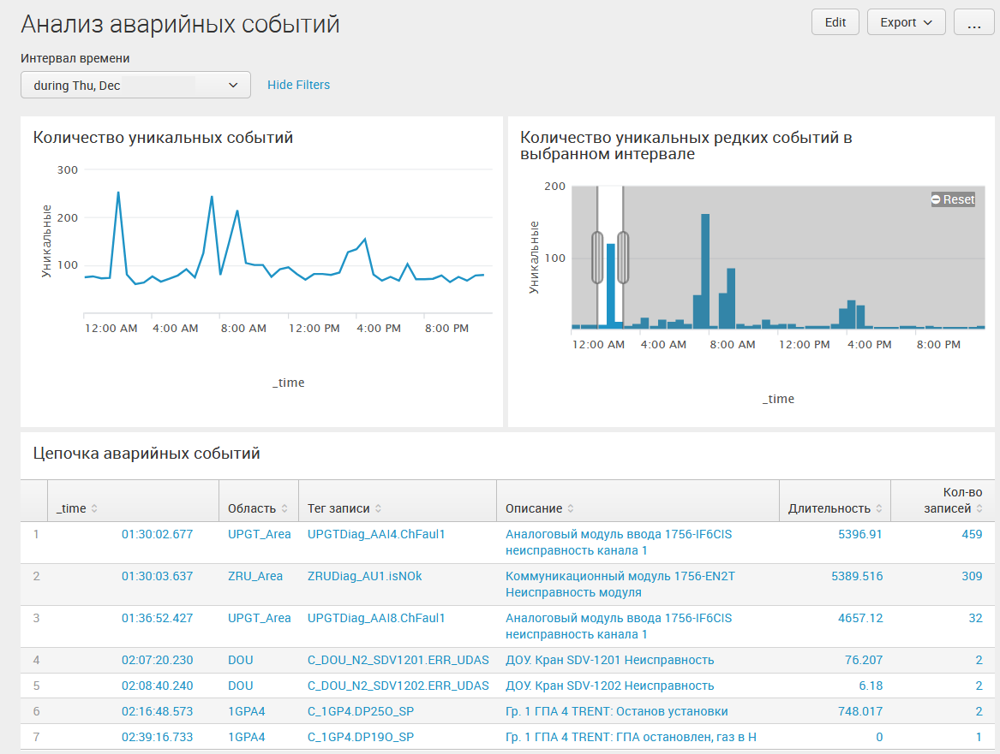 Анализ аварийных событий
Edit
Export
...
Интервал времени
during Thu, Dec
Hide Filters
Количество уникальных событий
300
200
100
Уникальные
12:00 AM 4:00 AM 8:00 AM 12:00 PM 4:00 PM 8:00 PM
_time
Количество уникальных редких событий в
выбранном интервале
200
100
Уникальные
Reset
12:00 AM 4:00 AM 8:00 AM 12:00 PM 4:00 PM 8:00 PM
_time
Цепочка аварийных событий
_time Область Тег записи Описание Длительность Кол-во
записей
1 01:30:02.677 UPGT_Area UPGTDiag_AAI4.ChFaul1 Аналоговый модуль ввода 1756-IF6CIS 5396.91 459
неисправность канала 1
2 01:30:03.637 ZRU_Area ZRUDiag_AU1.isNOk Коммуникационный модуль 1756-EN2T 5389.516 309
Неисправность модуля
3 01:36:52.427 UPGT_Area UPGTDiag_AAI8.ChFaul1 Аналоговый модуль ввода 1756-IF6CIS 4657.12 32
неисправность канала 1
4 02:07:20.230 DOU C_DOU_N2_SDV1201.ERR_UDAS ДОУ. Кран SDV-1201 Неисправность 76.207 2
5 02:08:40.240 DOU C_DOU_N2_SDV1202.ERR_UDAS ДОУ. Кран SDV-1202 Неисправность 6.18 2
6 02:16:48.573 1GPA4 C_1GP4.DP25O_SP Гр. 1 ГПА 4 TRENT: Останов установки 748.017 2
7 02:39:16.733 1GPA4 C_1GP4.DP19O_SP Гр. 1 ГПА 4 TRENT: ГПА остановлен, газ в Н 0 1